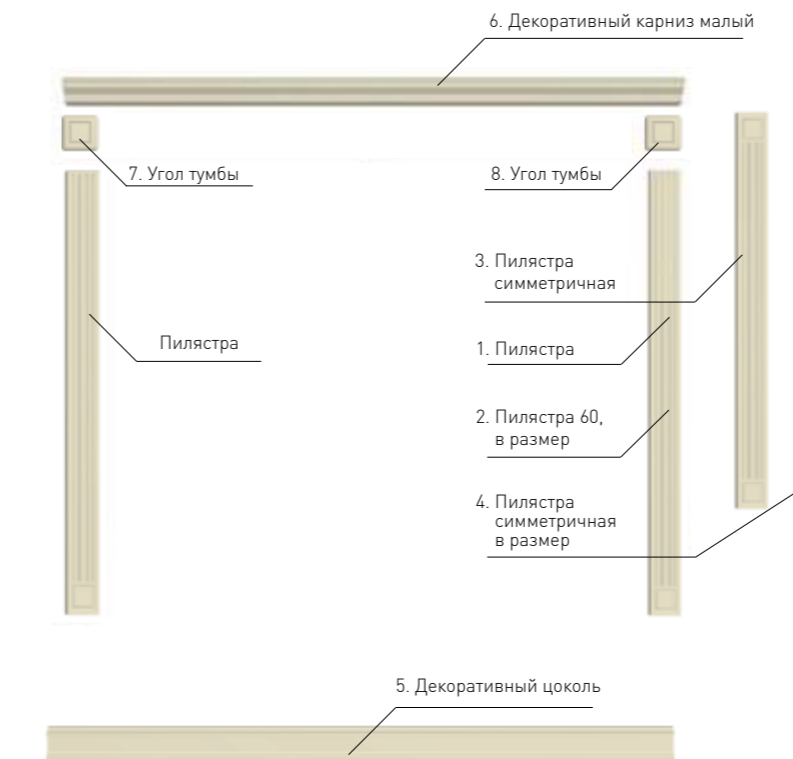 6. Декоративный карниз малый
7. Угол тумбы
8. Угол тумбы
3. Пилястра
симметричная
Пилястра
1. Пилястра
2. Пилястра 60,
в размер
4. Пилястра
симметричная
в размер
5. Декоративный цоколь